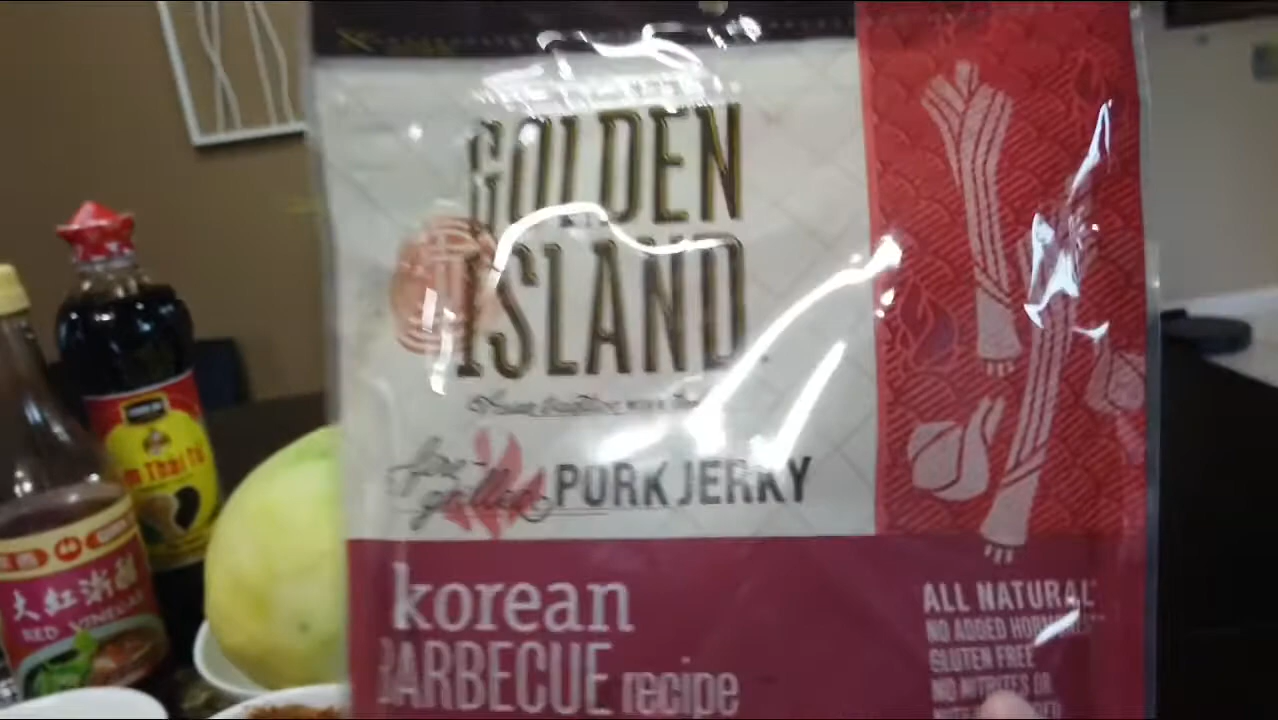 GOLDEN
ISLAND
fire-
grilled PORK JERKY
korean
BARBECUE recipe
ALL NATURAL*
NO ADDED HORMONES**
GLUTEN FREE
NO NITRITES OR
Thai
大紅浙醋
RED VINEGAR